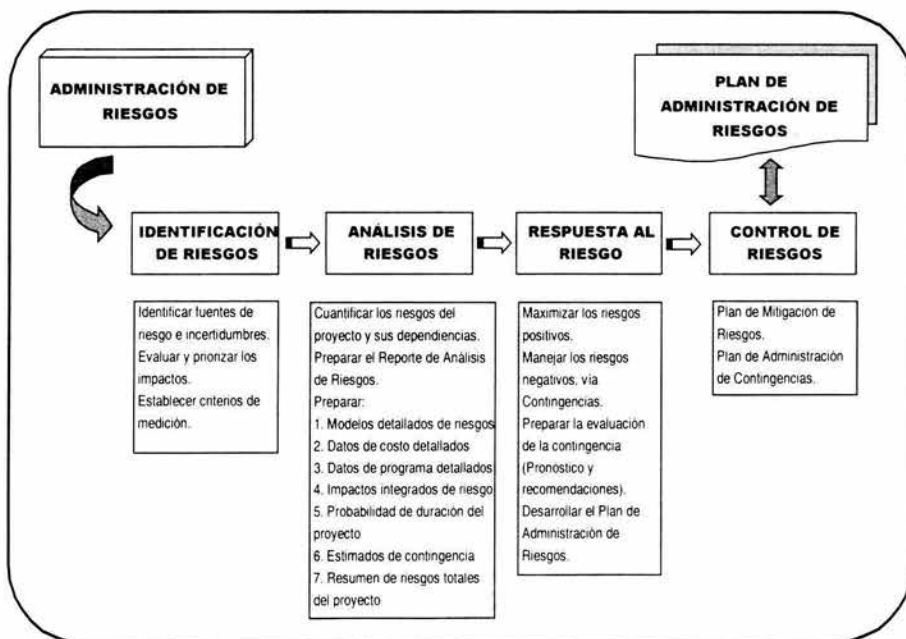 ADMINISTRACIÓN DE
RIESGOS
PLAN DE
ADMINISTRACIÓN DE
RIESGOS
IDENTIFICACIÓN
DE RIESGOS
ANÁLISIS DE
RIESGOS
RESPUESTA AL
RIESGO
CONTROL DE
RIESGOS
Identificar fuentes de
riesgo e incertidumbres.
Evaluar y priorizar los
impactos.
Establecer criterios de
medición.
Cuantificar los riesgos del
proyecto y sus dependencias.
Preparar el Reporte de Análisis
de Riesgos.
Preparar:
1. Modelos detallados de riesgos
2. Datos de costo detallados
3. Datos de programa detallados
4. Impactos integrados de riesgo
5. Probabilidad de duración del
proyecto
6. Estimados de contingencia
7. Resumen de riesgos totales
del proyecto
Maximizar los riesgos
positivos.
Manejar los riesgos
negativos, vía
Contingencias.
Preparar la evaluación
de la contingencia
(Pronóstico y
recomendaciones).
Desarrollar el Plan de
Administración de
Riesgos.
Plan de Mitigación de
Riesgos.
Plan de Administración
de Contingencias.